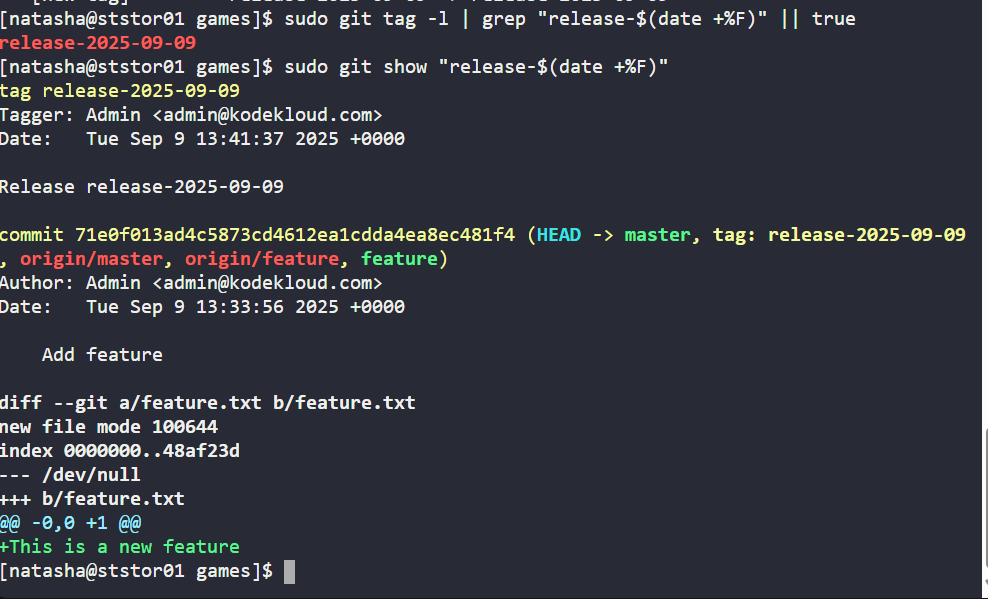 [natasha@ststor01 games]$ sudo git tag -l | grep "release-$(date +%F)" || true
release-2025-09-09
[natasha@ststor01 games]$ sudo git show "release-$(date +%F)"
tag release-2025-09-09
Tagger: Admin <admin@kodekloud.com>
Date:   Tue Sep 9 13:41:37 2025 +0000
Release release-2025-09-09
commit 71e0f013ad4c5873cd4612ea1cdda4ea8ec481f4 (HEAD -> master, tag: release-2025-09-09
, origin/master, origin/feature, feature)
Author: Admin <admin@kodekloud.com>
Date:   Tue Sep 9 13:33:56 2025 +0000
    Add feature
diff --git a/feature.txt b/feature.txt
new file mode 100644
index 0000000..48af23d
--- /dev/null
+++ b/feature.txt
@@ -0,0 +1 @@
+This is a new feature
[natasha@ststor01 games]$